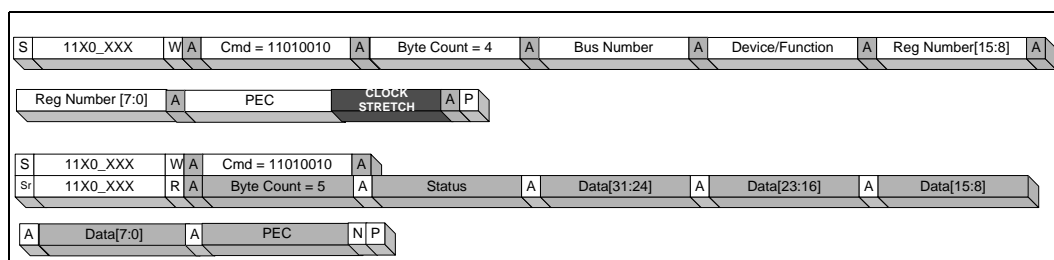 S 11X0_XXX W A Cmd = 11010010 A Byte Count = 4 A Bus Number A Device/Function A Reg Number[15:8] A
Reg Number [7:0] A PEC CLOCK STRETCH A P
S 11X0_XXX W A Cmd = 11010010 A
Sr 11X0_XXX R A Byte Count = 5 A Status A Data[31:24] A Data[23:16] A Data[15:8]
A Data[7:0] A PEC N P